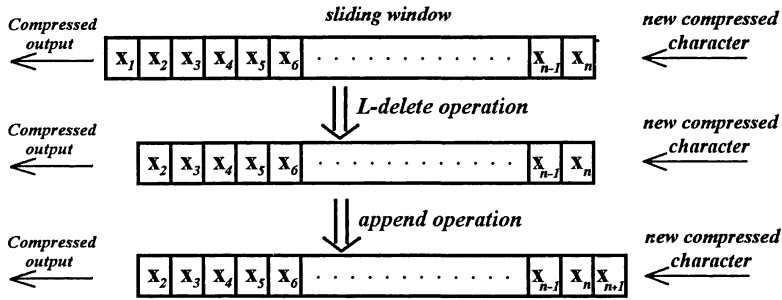 Compressed output sliding window new compressed character
x1 x2 x3 x4 x5 x6 . . . . . . . . . . . . xn-1 xn
L-delete operation
Compressed output new compressed character
x2 x3 x4 x5 x6 . . . . . . . . . . . . xn-1 xn
append operation
Compressed output new compressed character
x2 x3 x4 x5 x6 . . . . . . . . . . . . xn-1 xn xn+1